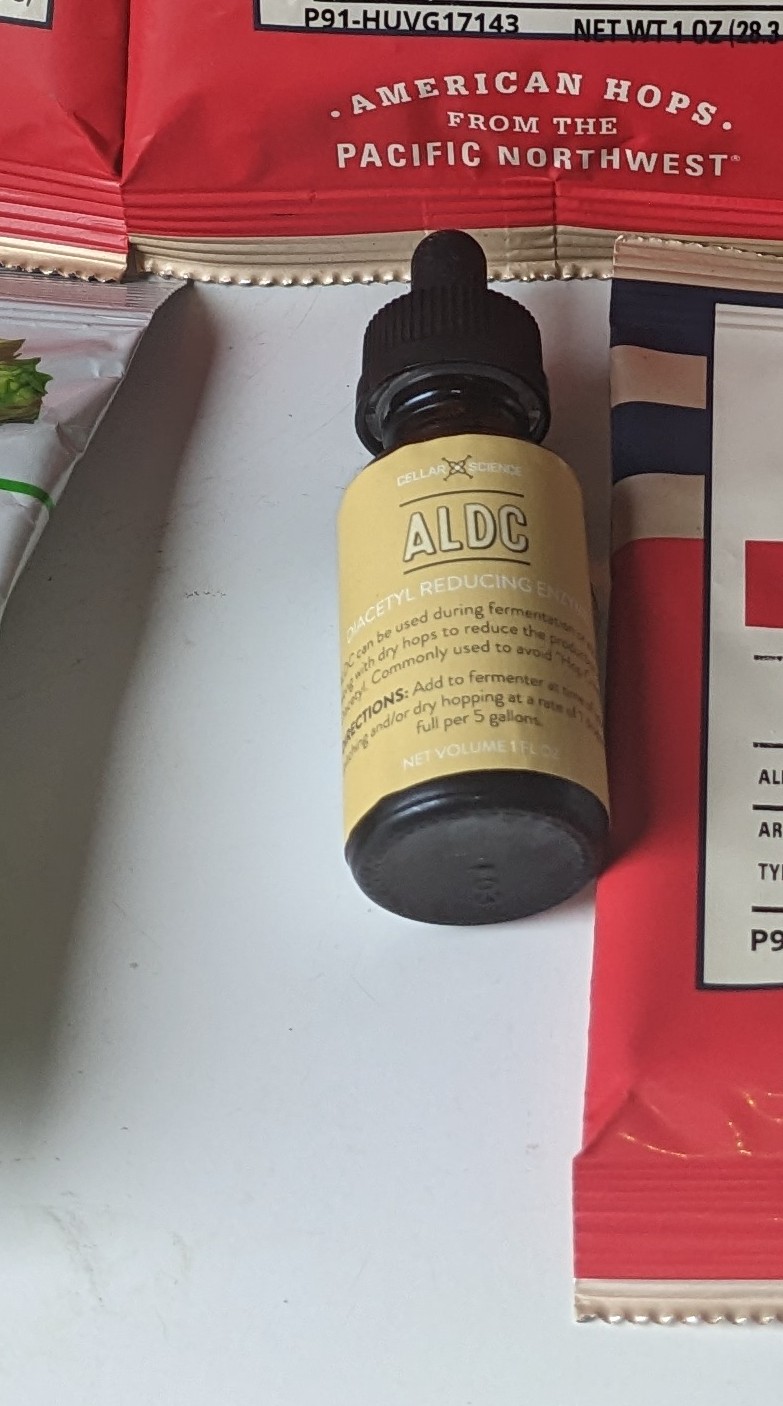 P91-HUVG17143
NET WT 1 OZ (28.3
· AMERICAN HOPS ·
FROM THE
PACIFIC NORTHWEST®
CELLAR SCIENCE
ALDC
DIACETYL REDUCING
can be used during fermentation
with dry hops to reduce the
Commonly used to avoid "Hop
DIRECTIONS: Add to fermenter at time of
and/or dry hopping at a rate of 1
full per 5 gallons.
NET VOLUME 1 FL OZ
AL
AR
TY
P9